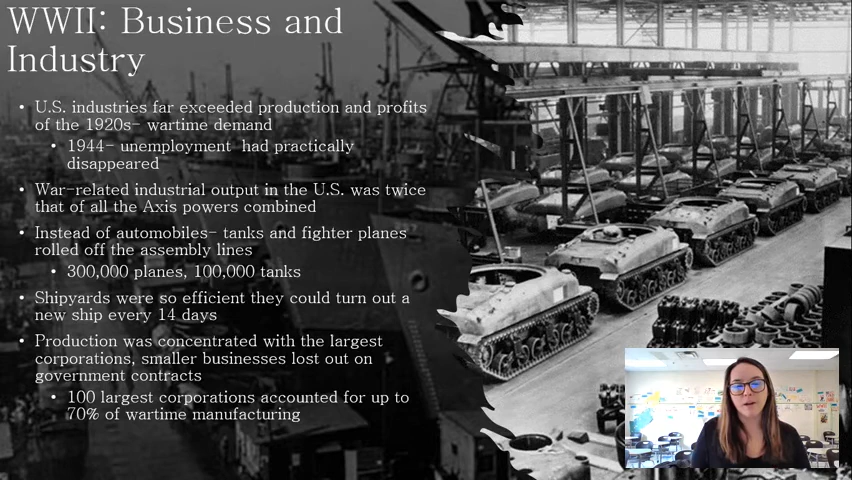 WWII: Business and
Industry
• U.S. industries far exceeded production and profits
of the 1920s- wartime demand
• 1944- unemployment had practically
disappeared
• War-related industrial output in the U.S. was twice
that of all the Axis powers combined
• Instead of automobiles- tanks and fighter planes
rolled off the assembly lines
• 300,000 planes, 100,000 tanks
• Shipyards were so efficient they could turn out a
new ship every 14 days
• Production was concentrated with the largest
corporations, smaller businesses lost out on
government contracts
• 100 largest corporations accounted for up to
70% of wartime manufacturing